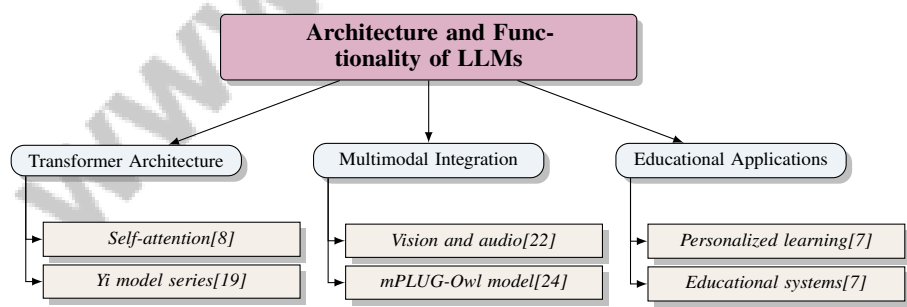 Architecture and Func-
tionality of LLMs
Transformer Architecture
Multimodal Integration
Educational Applications
Self-attention[8]
Vision and audio[22]
Personalized learning[7]
Yi model series[19]
mPLUG-Owl model[24]
Educational systems[7]
www